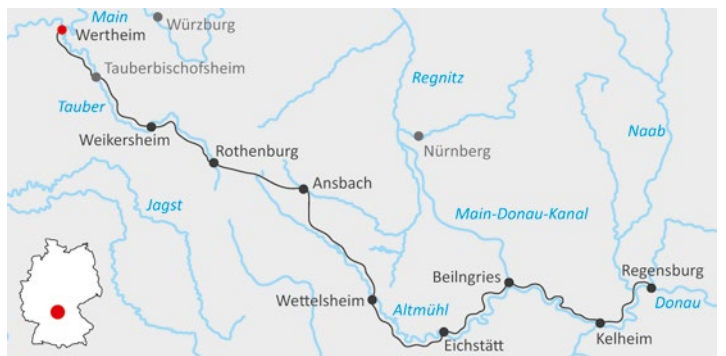 Main
Würzburg
Wertheim
Tauberbischofsheim
Regnitz
Tauber
Naab
Weikersheim
Rothenburg
Nürnberg
Ansbach
Jagst
Main-Donau-Kanal
Beilngries
Regensburg
Wettelsheim
Altmühl
Donau
Eichstätt
Kelheim